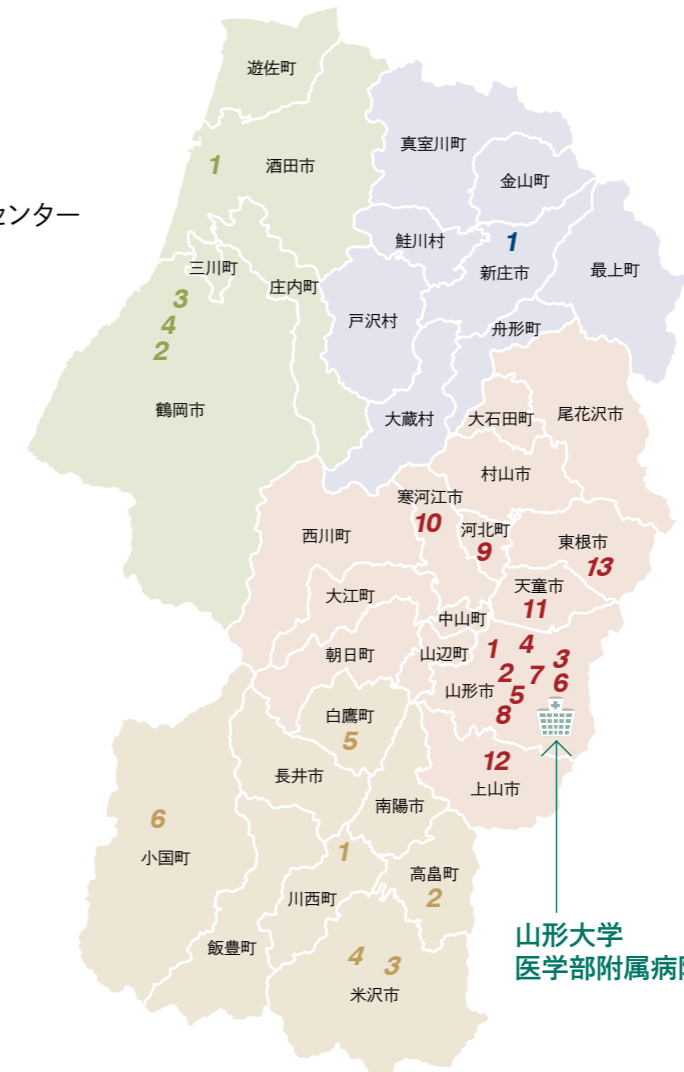 遊佐町
酒田市
1
センター
真室川町
金山町
鮭川村
1
新庄市
最上町
三川町
庄内町
3
4
2
鶴岡市
戸沢村
舟形町
大蔵村
大石田町
尾花沢市
村山市
寒河江市
10
西川町
河北町
9
東根市
13
大江町
天童市
11
中山町
朝日町
山辺町
1
4
3
2
7
6
山形市
5
8
白鷹町
5
12
上山市
長井市
南陽市
6
小国町
1
川西町
高畠町
2
飯豊町
4
3
米沢市
山形大学
医学部附属病院